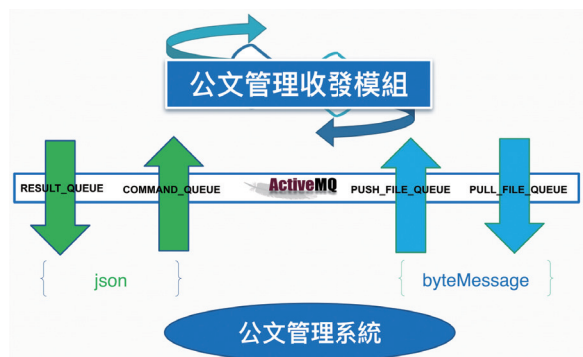 公文管理收發模組
RESULT_QUEUE COMMAND_QUEUE ActiveMQ PUSH_FILE_QUEUE PULL_FILE_QUEUE
json byteMessage
公文管理系統